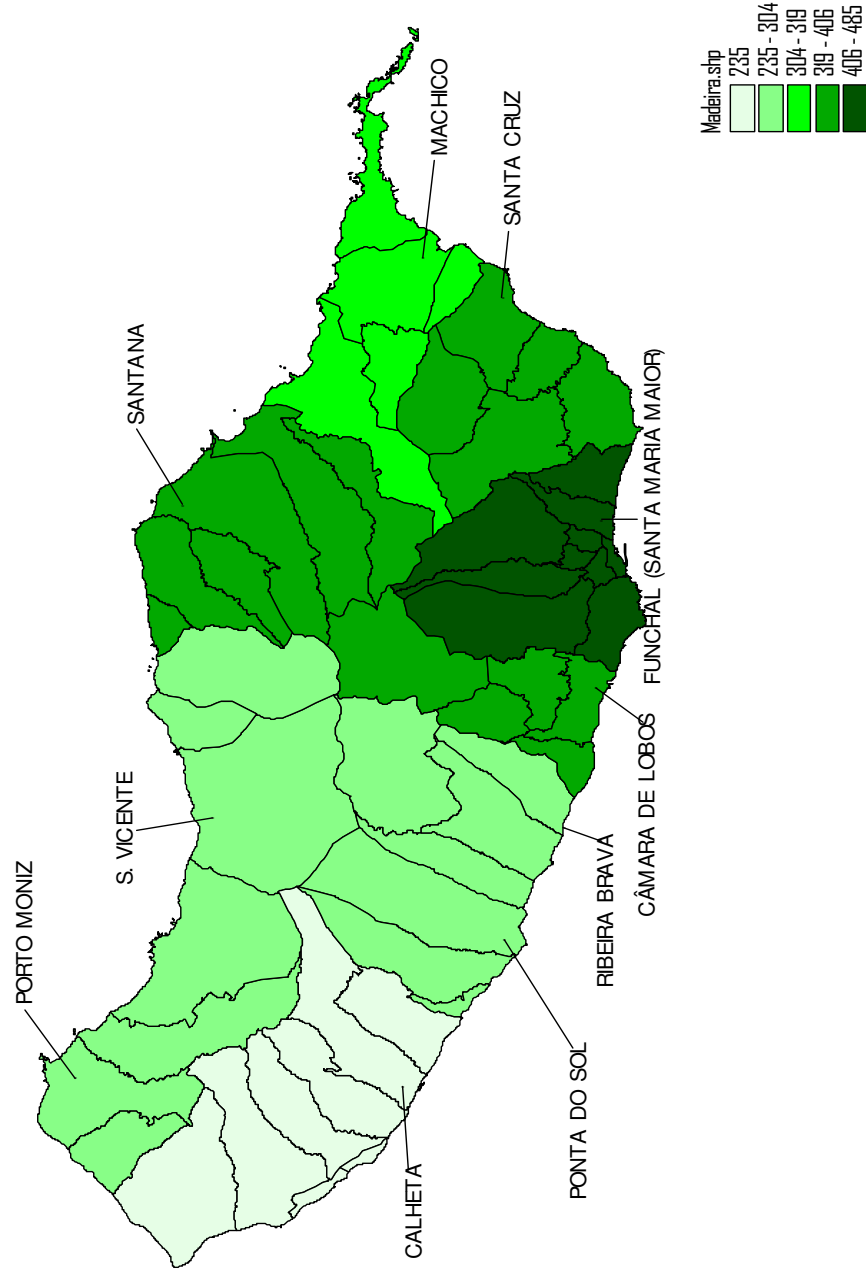 PORTO MONIZ
S. VICENTE
SANTANA
MACHICO
SANTA CRUZ
FUNCHAL (SANTA MARIA MAIOR)
CÂMARA DE LOBOS
RIBEIRA BRAVA
PONTA DO SOL
CALHETA
Madeira.shp
235
235 - 304
304 - 319
319 - 406
406 - 485